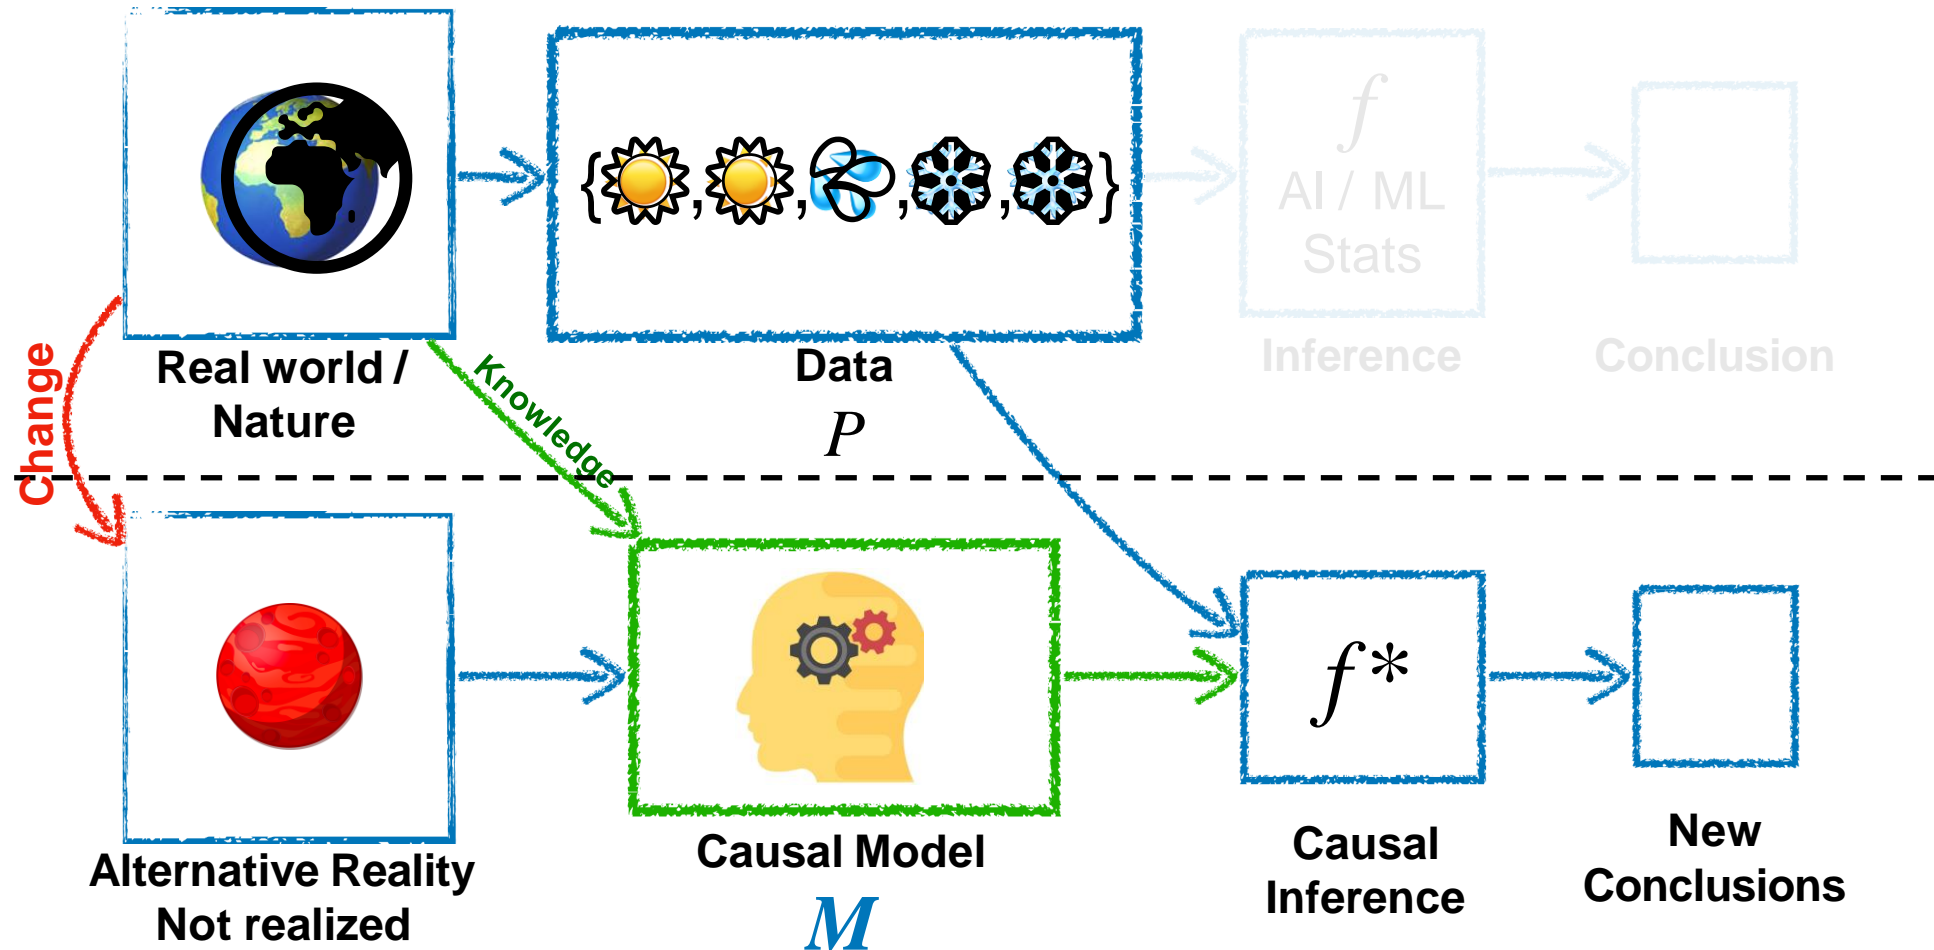 { , , , , }
f
AI / ML
Stats
Real world /
Nature
Data
P
Inference
Conclusion
Change
Knowledge
f*
Alternative Reality
Not realized
Causal Model
M
Causal
Inference
New
Conclusions